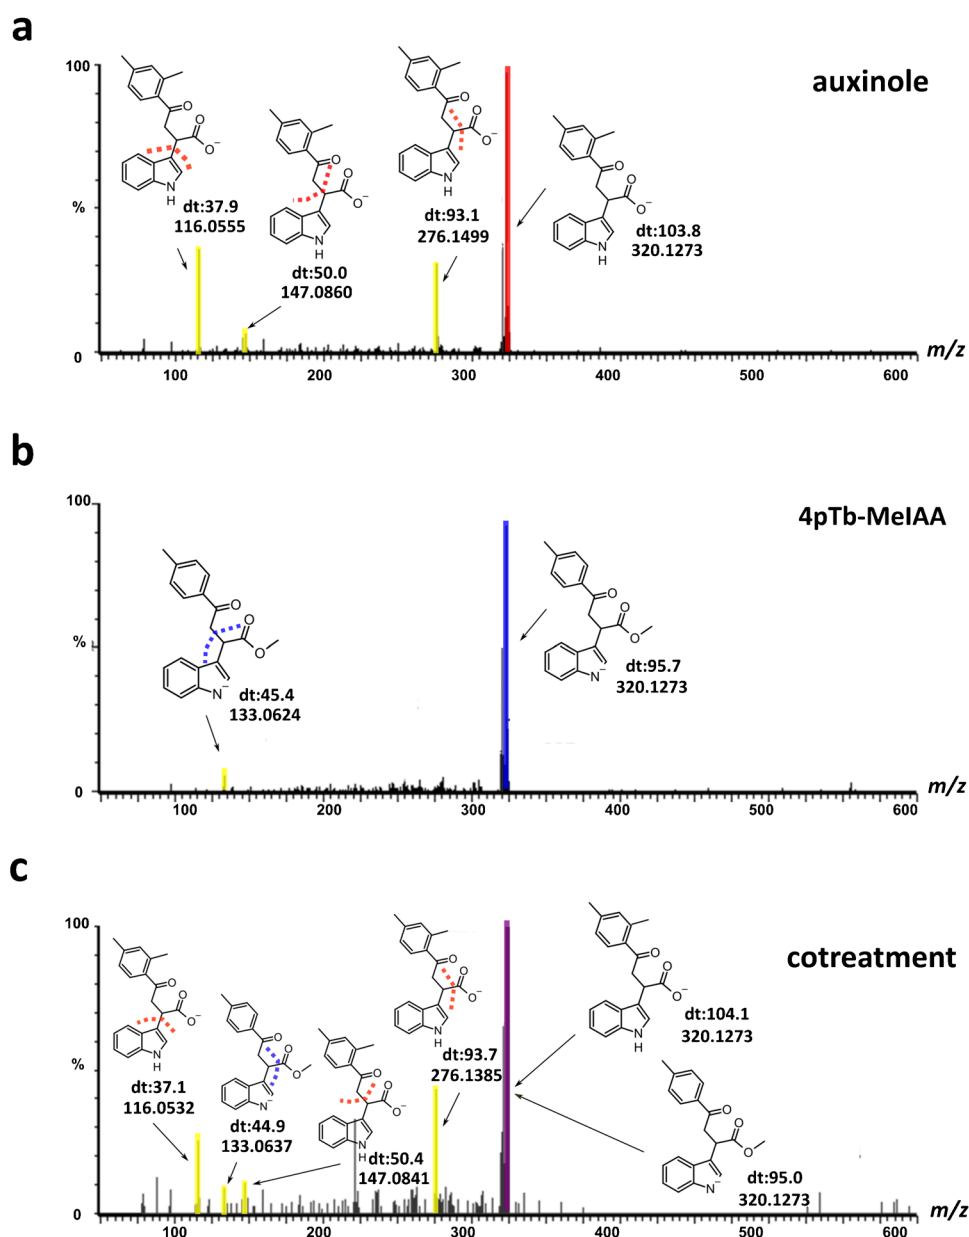 a
auxinole
100
%
0
O
O
O⁻
N
H
dt:37.9
116.0555
O
O
O⁻
N
H
dt:50.0
147.0860
O
O
O⁻
N
H
dt:93.1
276.1499
O
O
O⁻
N
H
dt:103.8
320.1273
100
200
300
400
500
600
m/z
b
4pTb-MeIAA
100
%
0
O
O
O
N⁻
dt:45.4
133.0624
O
O
O
N⁻
dt:95.7
320.1273
100
200
300
400
500
600
m/z
c
cotreatment
100
%
0
O
O
O⁻
N
H
dt:37.1
116.0532
O
O
O
N⁻
dt:44.9
133.0637
O
O
O⁻
N
H
dt:50.4
147.0841
O
O
O⁻
N
H
dt:93.7
276.1385
O
O
O⁻
N
H
dt:104.1
320.1273
O
O
O
N⁻
dt:95.0
320.1273
100
200
300
400
500
600
m/z